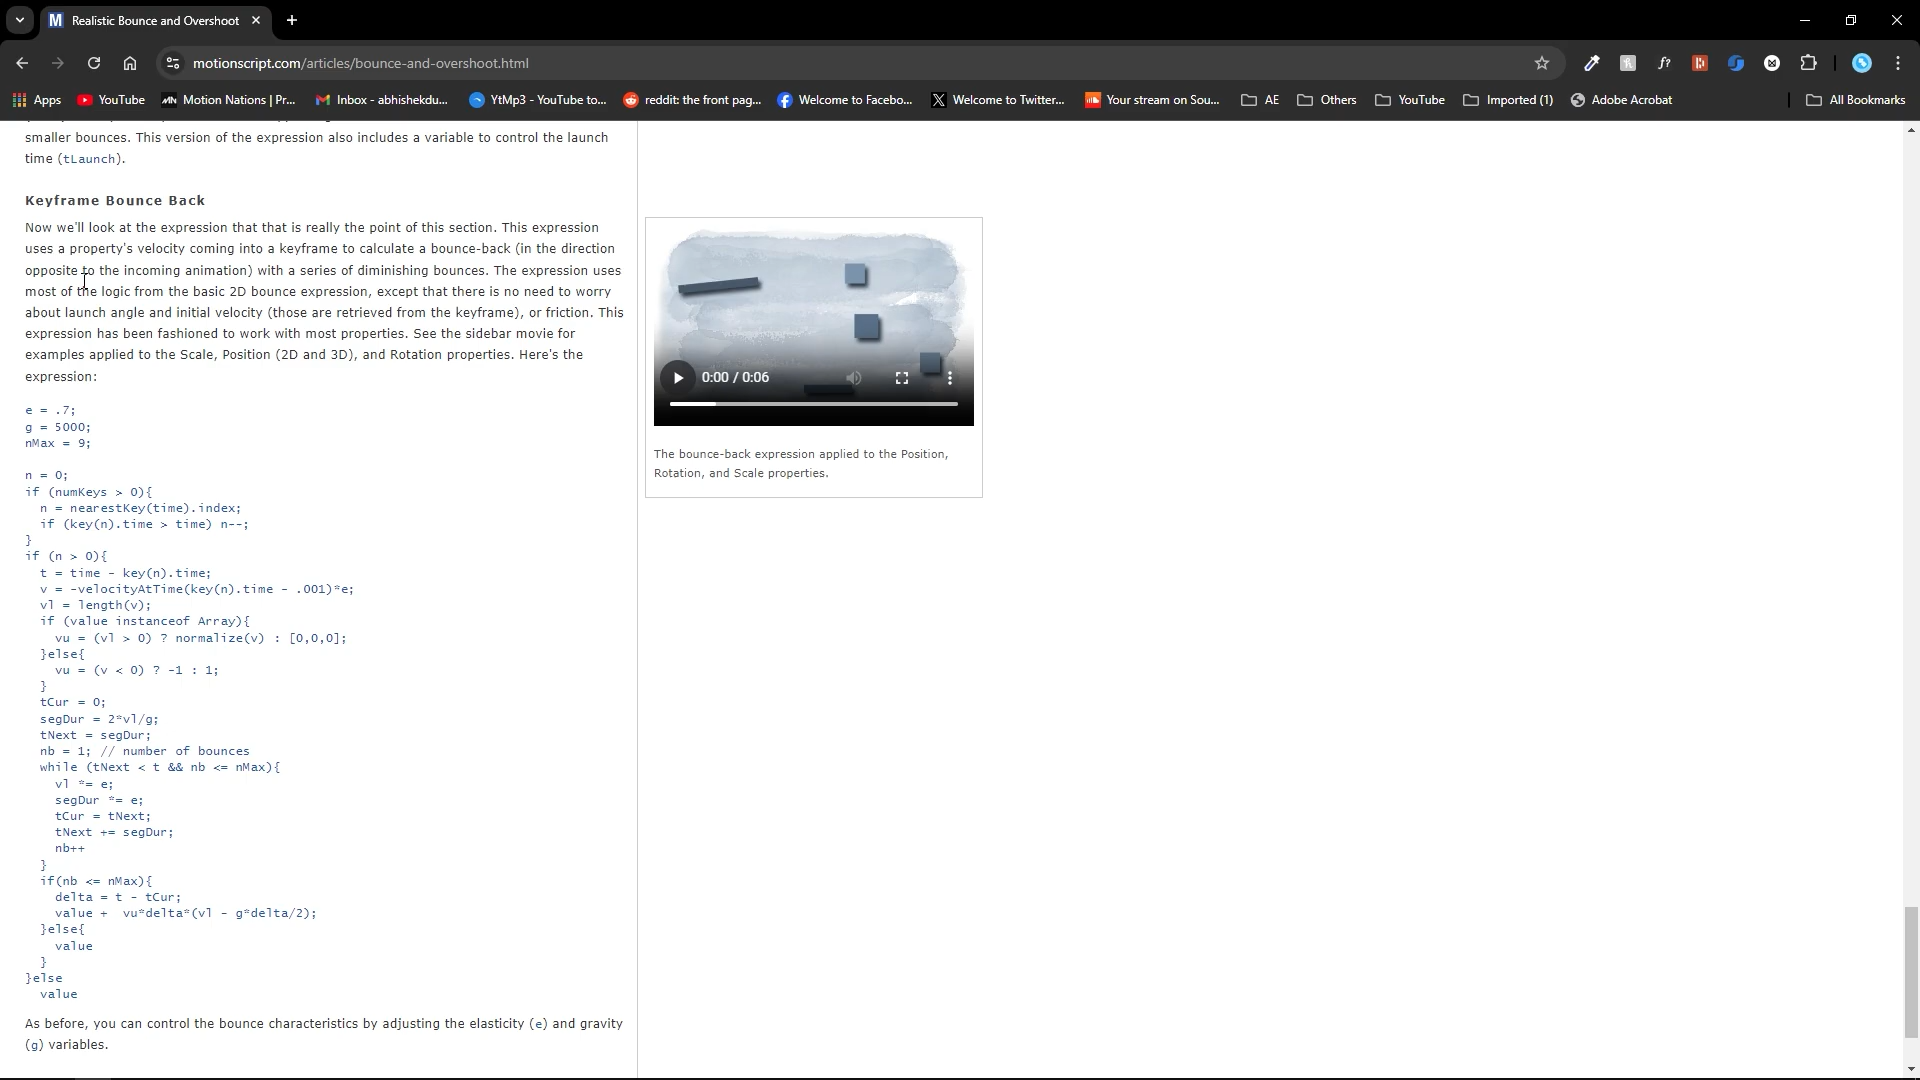 Realistic Bounce and Overshoot
motionscript.com/articles/bounce-and-overshoot.html
Apps
YouTube
Motion Nations | Pr...
Inbox - abhishekdu...
YtMp3 - YouTube to...
reddit: the front pag...
Welcome to Facebo...
Welcome to Twitter...
Your stream on Sou...
AE
Others
YouTube
Imported (1)
Adobe Acrobat
All Bookmarks
smaller bounces. This version of the expression also includes a variable to control the launch
time (tLaunch).
Keyframe Bounce Back
Now we'll look at the expression that that is really the point of this section. This expression
uses a property's velocity coming into a keyframe to calculate a bounce-back (in the direction
opposite to the incoming animation) with a series of diminishing bounces. The expression uses
most of the logic from the basic 2D bounce expression, except that there is no need to worry
about launch angle and initial velocity (those are retrieved from the keyframe), or friction. This
expression has been fashioned to work with most properties. See the sidebar movie for
examples applied to the Scale, Position (2D and 3D), and Rotation properties. Here's the
expression:
e = .7;
g = 5000;
nMax = 9;
n = 0;
if (numKeys > 0){
n = nearestKey(time).index;
if (key(n).time > time) n--;
}
if (n > 0){
t = time - key(n).time;
v = -velocityAtTime(key(n).time - .001)*e;
vl = length(v);
if (value instanceof Array){
vu = (vl > 0) ? normalize(v) : [0,0,0];
}else{
vu = (v < 0) ? -1 : 1;
}
tCur = 0;
segDur = 2*vl/g;
tNext = segDur;
nb = 1; // number of bounces
while (tNext < t && nb <= nMax){
vl *= e;
segDur *= e;
tCur = tNext;
tNext += segDur;
nb++
}
if(nb <= nMax){
delta = t - tCur;
value +  vu*delta*(vl - g*delta/2);
}else{
value
}
}else
value
As before, you can control the bounce characteristics by adjusting the elasticity (e) and gravity
(g) variables.
0:00 / 0:06
The bounce-back expression applied to the Position,
Rotation, and Scale properties.